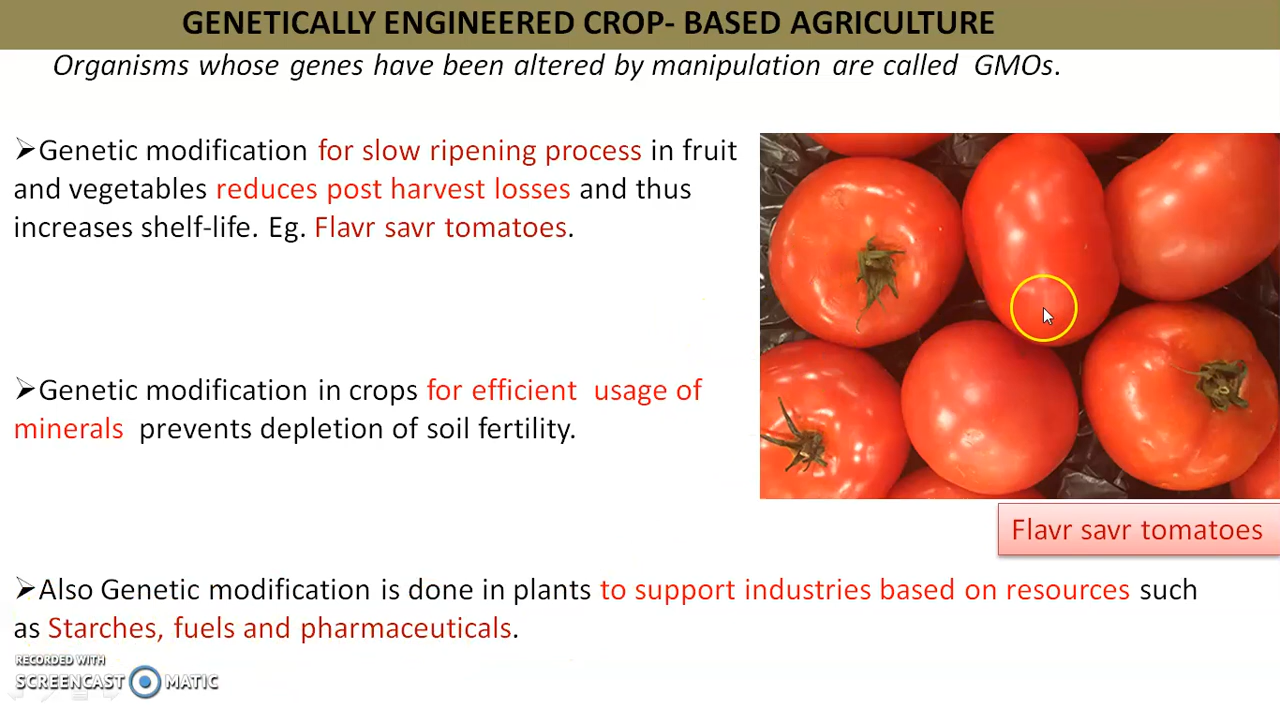 GENETICALLY ENGINEERED CROP- BASED AGRICULTURE
Organisms whose genes have been altered by manipulation are called GMOs.
➢Genetic modification for slow ripening process in fruit
and vegetables reduces post harvest losses and thus
increases shelf-life. Eg. Flavr savr tomatoes.
➢Genetic modification in crops for efficient usage of
minerals prevents depletion of soil fertility.
Flavr savr tomatoes
➢Also Genetic modification is done in plants to support industries based on resources such
as Starches, fuels and pharmaceuticals.
RECORDED WITH
SCREENCAST MATIC